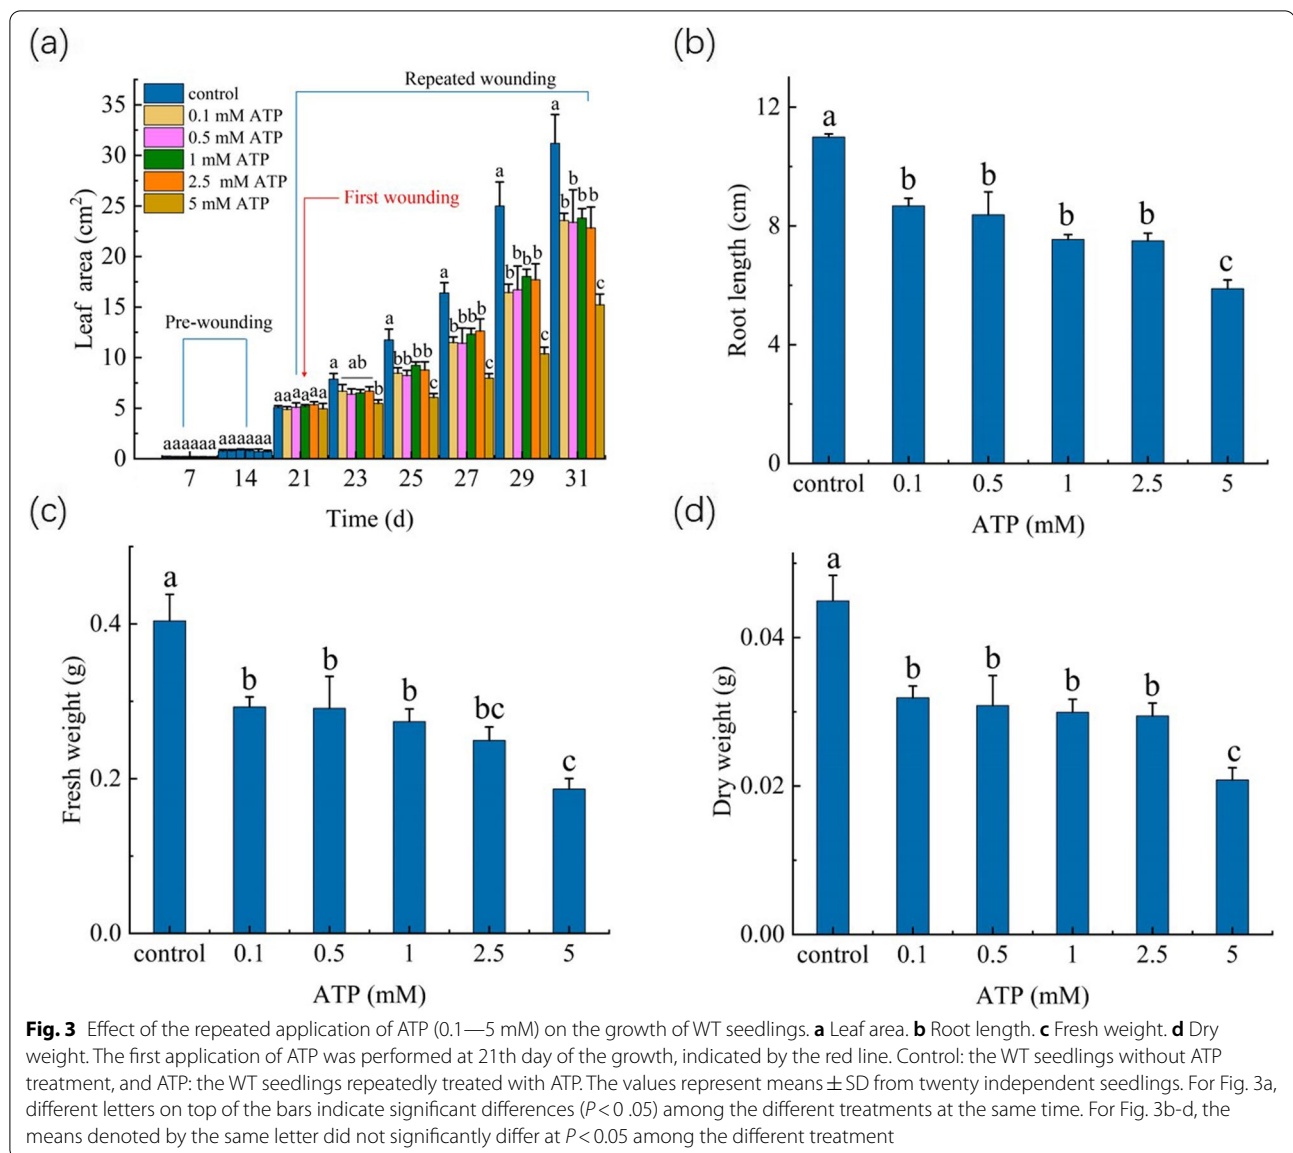 (a)
Repeated wounding
control
0.1 mM ATP
0.5 mM ATP
1 mM ATP
2.5 mM ATP
5 mM ATP
First wounding
Pre-wounding
Leaf area (cm²)
35
30
25
20
15
10
5
0
aaaaaa
aaaaaa
aaaaaa
a ab b
a bb bb c
a b bb b c
a b b b b c
a b b b b c
7 14 21 23 25 27 29 31
Time (d)
(b)
Root length (cm)
12
8
4
0
a b b b b c
control 0.1 0.5 1 2.5 5
ATP (mM)
(c)
Fresh weight (g)
0.4
0.2
0.0
a b b b bc c
control 0.1 0.5 1 2.5 5
ATP (mM)
(d)
Dry weight (g)
0.04
0.02
0.00
a b b b b c
control 0.1 0.5 1 2.5 5
ATP (mM)
Fig. 3 Effect of the repeated application of ATP (0.1—5 mM) on the growth of WT seedlings. a Leaf area. b Root length. c Fresh weight. d Dry
weight. The first application of ATP was performed at 21th day of the growth, indicated by the red line. Control: the WT seedlings without ATP
treatment, and ATP: the WT seedlings repeatedly treated with ATP. The values represent means ± SD from twenty independent seedlings. For Fig. 3a,
different letters on top of the bars indicate significant differences (P < 0 .05) among the different treatments at the same time. For Fig. 3b-d, the
means denoted by the same letter did not significantly differ at P < 0.05 among the different treatment